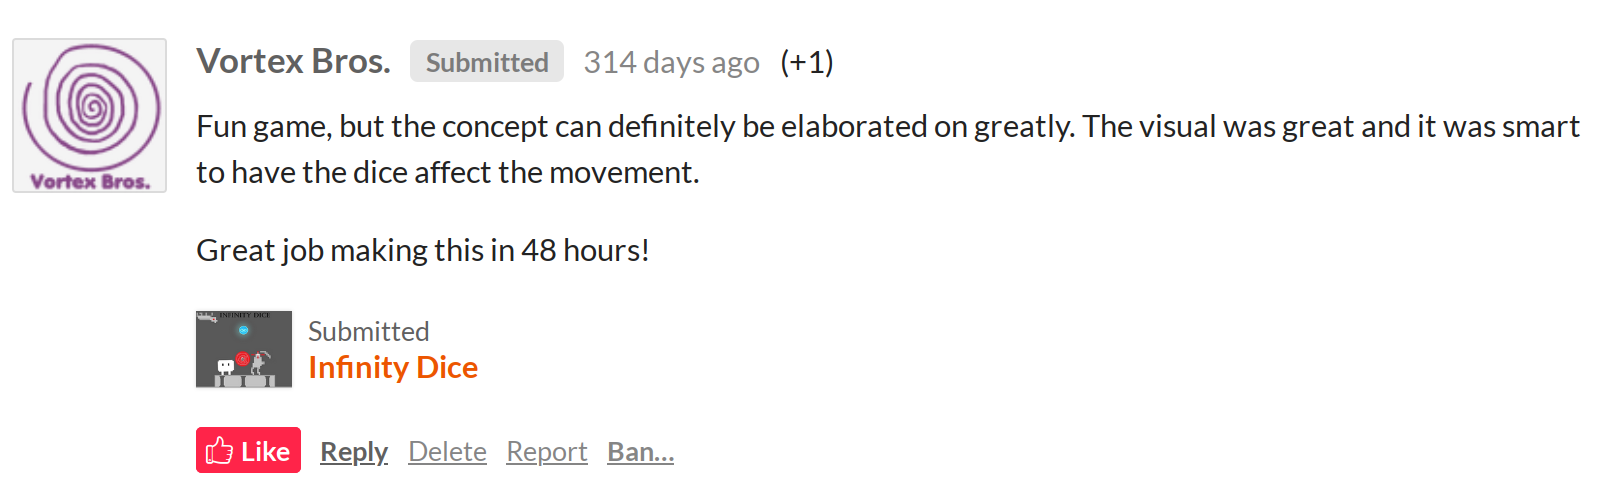 Vortex Bros.
Vortex Bros. Submitted 314 days ago (+1)
Fun game, but the concept can definitely be elaborated on greatly. The visual was great and it was smart
to have the dice affect the movement.
Great job making this in 48 hours!
INFINITY DICE
Submitted
Infinity Dice
Like Reply Delete Report Ban...